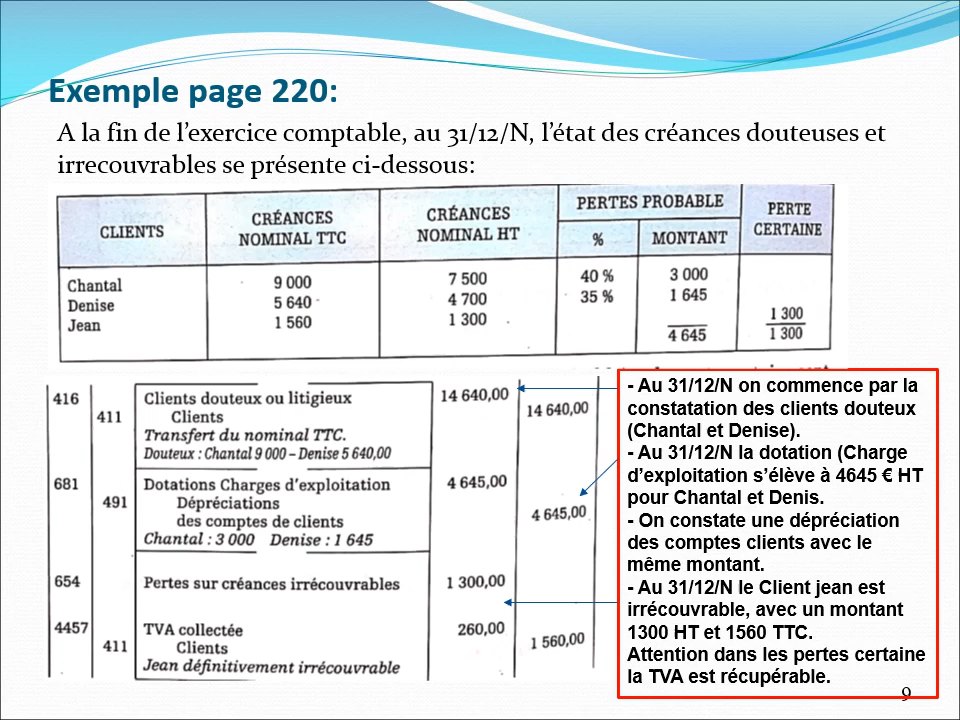 Exemple page 220:
A la fin de l'exercice comptable, au 31/12/N, l'état des créances douteuses et
irrecouvrables se présente ci-dessous:
CLIENTS CRÉANCES NOMINAL TTC CRÉANCES NOMINAL HT PERTES PROBABLE PERTE CERTAINE
% MONTANT
Chantal 9 000 7 500 40 % 3 000
Denise 5 640 4 700 35 % 1 645
Jean 1 560 1 300 1 300
4 645 1 300
416 Clients douteux ou litigieux 14 640,00
411 Clients 14 640,00
Transfert du nominal TTC.
Douteux : Chantal 9 000 – Denise 5 640,00
681 Dotations Charges d'exploitation 4 645,00
491 Dépréciations
des comptes de clients 4 645,00
Chantal : 3 000 Denise : 1 645
654 Pertes sur créances irrécouvrables 1 300,00
4457 TVA collectée 260,00
411 Clients 1 560,00
Jean définitivement irrécouvrable
- Au 31/12/N on commence par la
constatation des clients douteux
(Chantal et Denise).
- Au 31/12/N la dotation (Charge
d'exploitation s'élève à 4645 € HT
pour Chantal et Denis.
- On constate une dépréciation
des comptes clients avec le
même montant.
- Au 31/12/N le Client jean est
irrécouvrable, avec un montant
1300 HT et 1560 TTC.
Attention dans les pertes certaine
la TVA est récupérable.
9